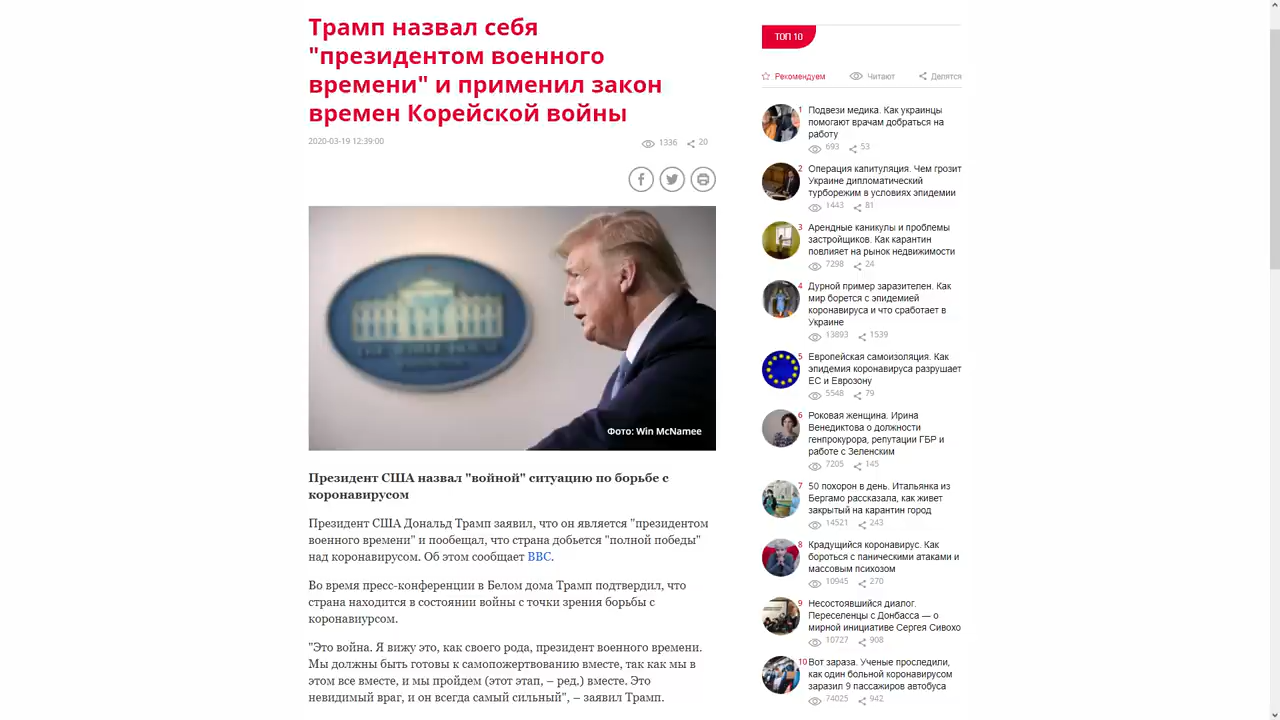 Трамп назвал себя
"президентом военного
времени" и применил закон
времен Корейской войны
2020-03-19 12:39:00
1336
20
Фото: Win McNamee
Президент США назвал "войной" ситуацию по борьбе с
коронавирусом
Президент США Дональд Трамп заявил, что он является "президентом
военного времени" и пообещал, что страна добьется "полной победы"
над коронавирусом. Об этом сообщает BBC.
Во время пресс-конференции в Белом дома Трамп подтвердил, что
страна находится в состоянии войны с точки зрения борьбы с
коронавиурсом.
"Это война. Я вижу это, как своего рода, президент военного времени.
Мы должны быть готовы к самопожертвованию вместе, так как мы в
этом все вместе, и мы пройдем (этот этап, – ред.) вместе. Это
невидимый враг, и он всегда самый сильный", – заявил Трамп.
ТОП 10
Рекомендуем
Читают
Делятся
1 Подвези медика. Как украинцы
помогают врачам добраться на
работу
693 53
2 Операция капитуляция. Чем грозит
Украине дипломатический
турборежим в условиях эпидемии
1443 81
3 Арендные каникулы и проблемы
застройщиков. Как карантин
повлияет на рынок недвижимости
7298 24
4 Дурной пример заразителен. Как
мир борется с эпидемией
коронавируса и что сработает в
Украине
13893 1539
5 Европейская самоизоляция. Как
эпидемия коронавируса разрушает
ЕС и Еврозону
5548 79
6 Роковая женщина. Ирина
Венедиктова о должности
генпрокурора, репутации ГБР и
работе с Зеленским
7205 145
7 50 похорон в день. Итальянка из
Бергамо рассказала, как живет
закрытый на карантин город
14521 243
8 Крадущийся коронавирус. Как
бороться с паническими атаками и
массовым психозом
10945 270
9 Несостоявшийся диалог.
Переселенцы с Донбасса — о
мирной инициативе Сергея Сивохо
10727 908
10 Вот зараза. Ученые проследили,
как один больной коронавирусом
заразил 9 пассажиров автобуса
74025 942